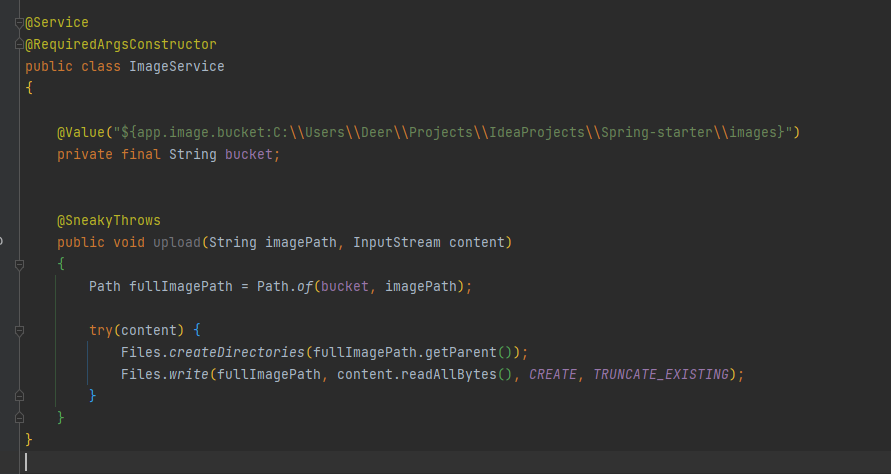 @Service
@RequiredArgsConstructor
public class ImageService
{
@Value("${app.image.bucket:C:\\Users\\Deer\\Projects\\IdeaProjects\\Spring-starter\\images}")
private final String bucket;
@SneakyThrows
public void upload(String imagePath, InputStream content)
{
Path fullImagePath = Path.of(bucket, imagePath);
try(content) {
Files.createDirectories(fullImagePath.getParent());
Files.write(fullImagePath, content.readAllBytes(), CREATE, TRUNCATE_EXISTING);
}
}
}